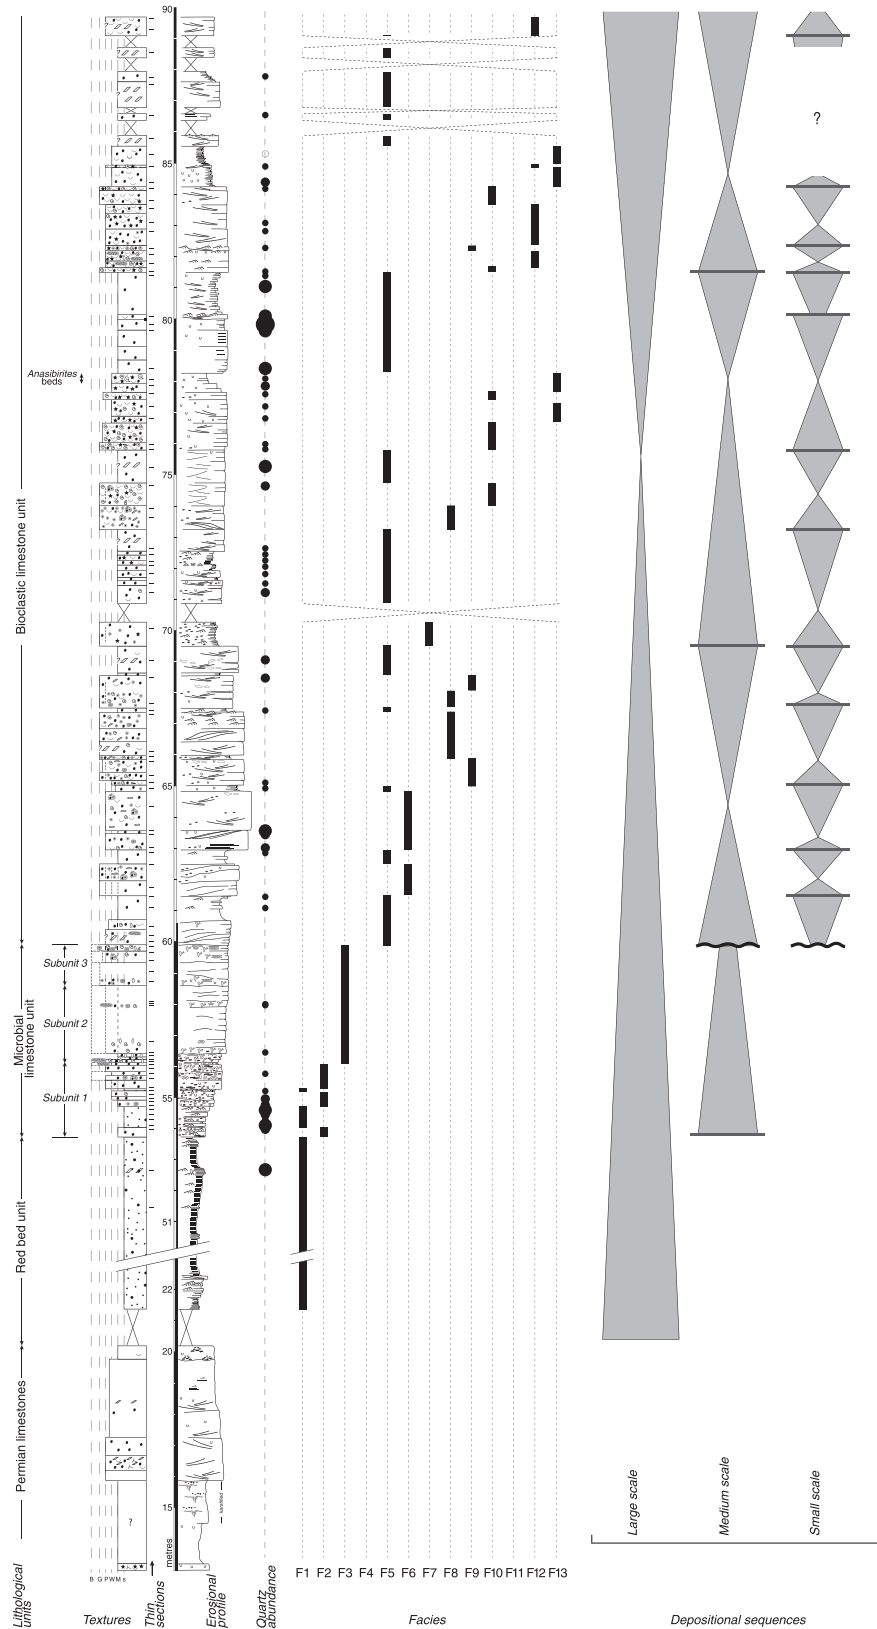 90
85
80
75
70
65
60
55
51
22
20
15
metres
Bioclastic limestone unit
Anasibirites
beds
Microbial
limestone unit
Subunit 3
Subunit 2
Subunit 1
Red bed unit
Permian limestones
?
?
karstified
B G P W M s
F1 F2 F3 F4 F5 F6 F7 F8 F9 F10 F11 F12 F13
Large scale
Medium scale
Small scale
Lithological
units
Textures
Thin
sections
Erosional
profile
Quartz
abundance
Facies
Depositional sequences